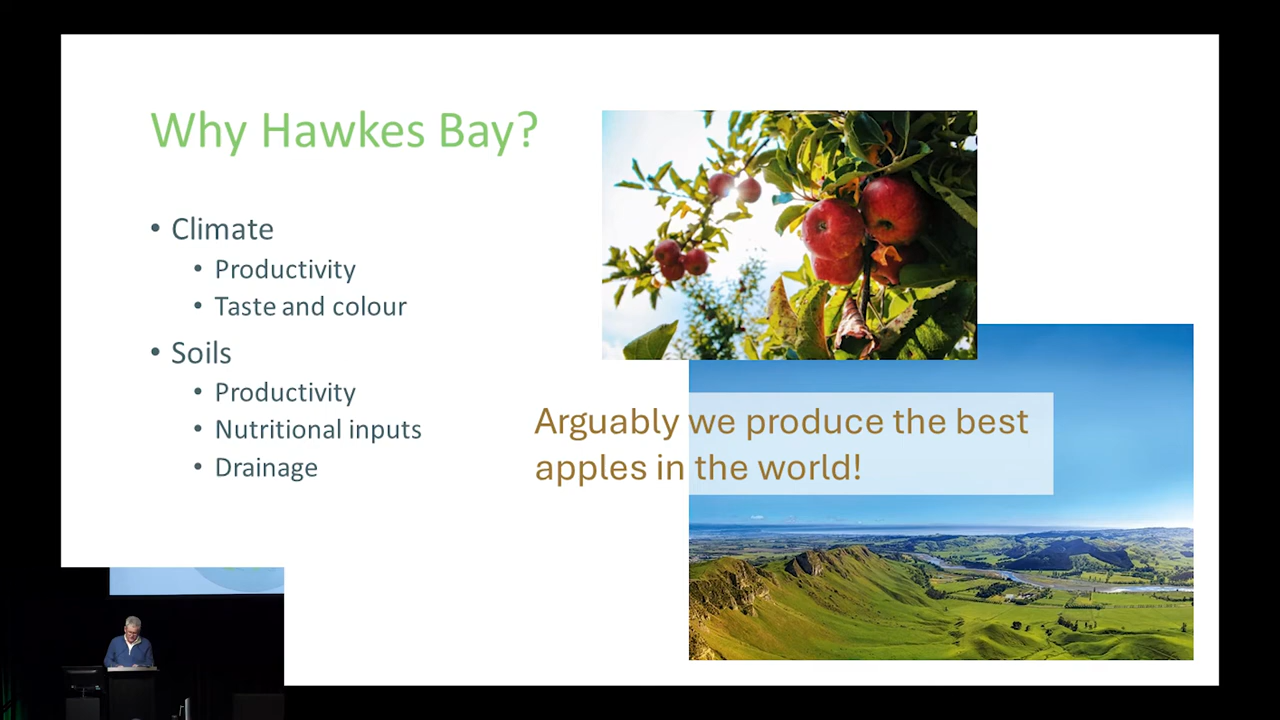 Why Hawkes Bay?
• Climate
• Productivity
• Taste and colour
• Soils
• Productivity
• Nutritional inputs
• Drainage
Arguably we produce the best
apples in the world!